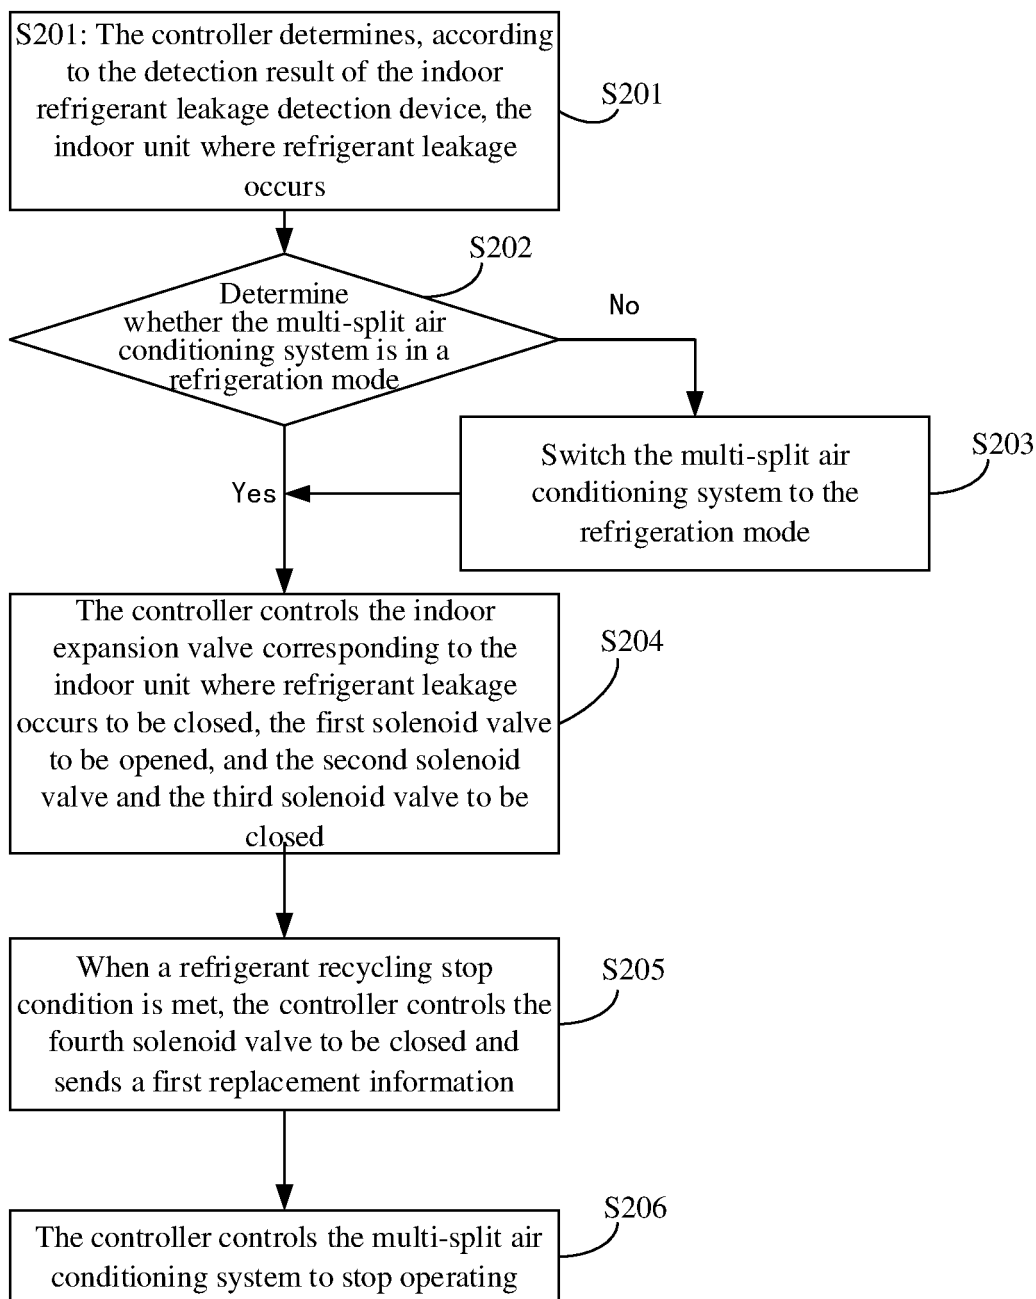 S201: The controller determines, according
to the detection result of the indoor
refrigerant leakage detection device, the
indoor unit where refrigerant leakage
occurs
S201
S202
Determine
whether the multi-split air
conditioning system is in a
refrigeration mode
No
Yes
Switch the multi-split air
conditioning system to the
refrigeration mode
S203
The controller controls the indoor
expansion valve corresponding to the
indoor unit where refrigerant leakage
occurs to be closed, the first solenoid valve
to be opened, and the second solenoid
valve and the third solenoid valve to be
closed
S204
When a refrigerant recycling stop
condition is met, the controller controls the
fourth solenoid valve to be closed and
sends a first replacement information
S205
The controller controls the multi-split air
conditioning system to stop operating
S206